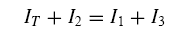 I_T + I_2 = I_1 + I_3